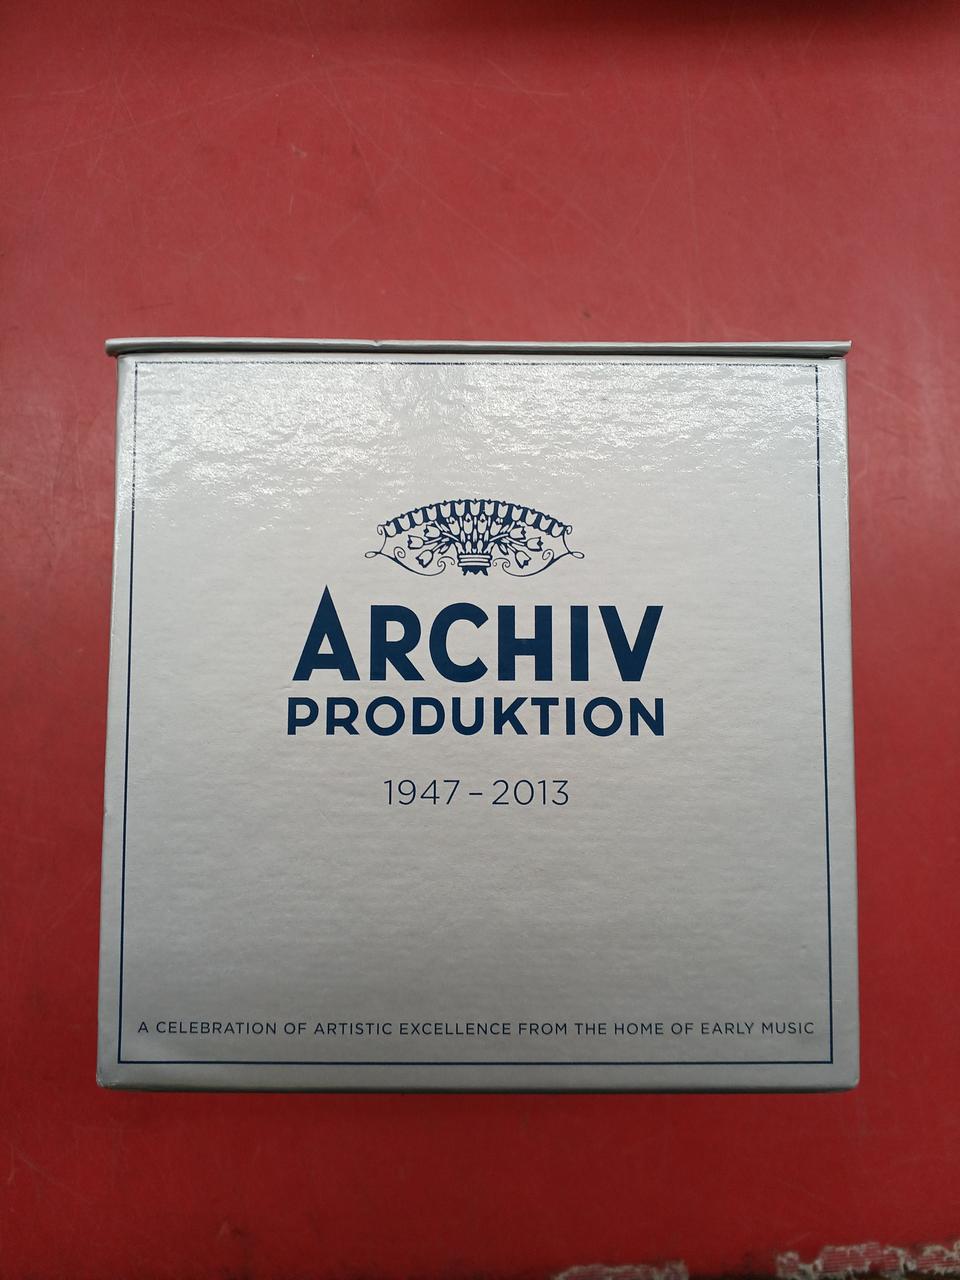 ARCHIV
PRODUKTION
1947 – 2013
A CELEBRATION OF ARTISTIC EXCELLENCE FROM THE HOME OF EARLY MUSIC